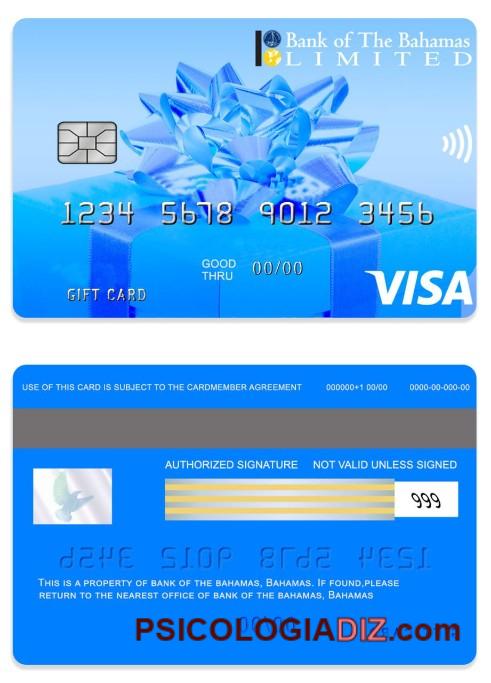 Bank of The Bahamas
LIMITED
1234 5678 9012 3456
GOOD
THRU 00/00
GIFT CARD
VISA
USE OF THIS CARD IS SUBJECT TO THE CARDMEMBER AGREEMENT 000000+1 00/00 0000-00-000-00
AUTHORIZED SIGNATURE NOT VALID UNLESS SIGNED
999
THIS IS A PROPERTY OF BANK OF THE BAHAMAS, BAHAMAS. IF FOUND,PLEASE
RETURN TO THE NEAREST OFFICE OF BANK OF THE BAHAMAS, BAHAMAS
PSICOLOGIADIZ.com